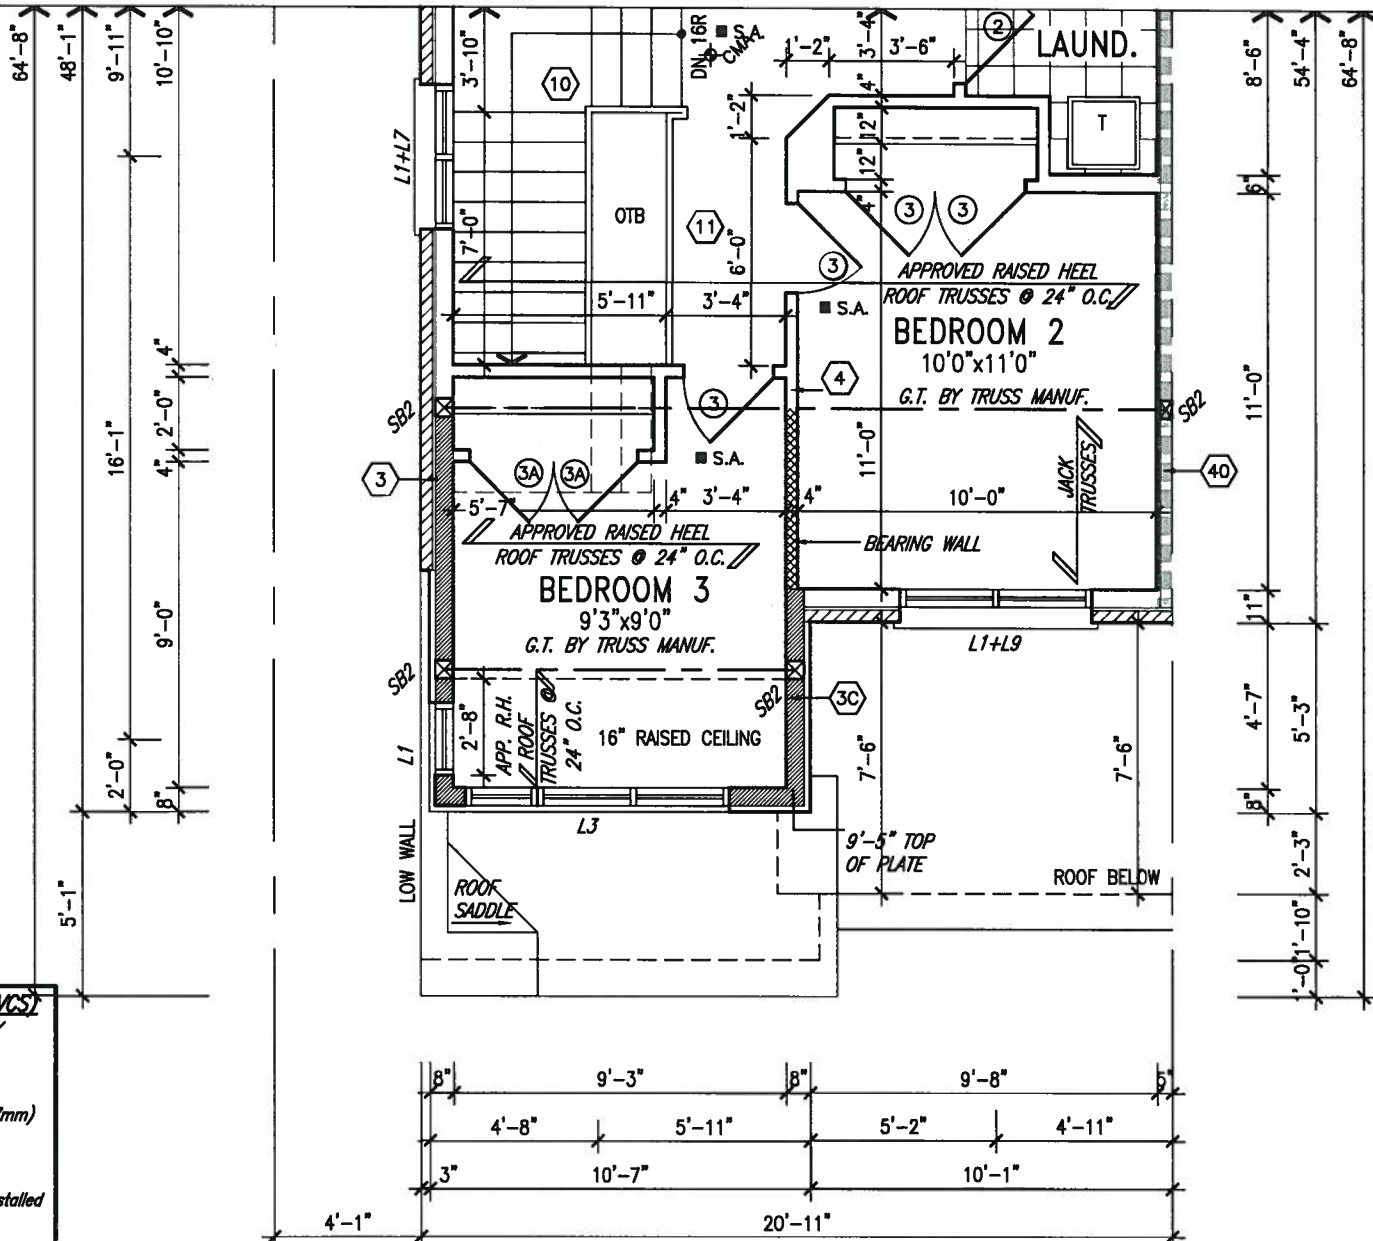 64'-8"
48'-1"
9'-11"
10'-10"
3'-10"
10
DN 16R
S.A.
CMA
1'-2"
3'-4"
3'-6"
2
LAUND.
8'-6"
54'-4"
64'-8"
L1+L7
1'-2"
4"
12"
12"
4"
T
6"
OTB
11
7'-0"
6'-0"
3
3
3
APPROVED RAISED HEEL
ROOF TRUSSES @ 24" O.C.
5'-11"
3'-4"
S.A.
BEDROOM 2
10'0"x11'0"
G.T. BY TRUSS MANUF.
4
4"
2'-0"
4"
16'-1"
SB2
3
SB2
11'-0"
40
3
S.A.
3A
3A
11'-0"
JACK
TRUSSES
5'-7"
4"
3'-4"
4"
10'-0"
APPROVED RAISED HEEL
ROOF TRUSSES @ 24" O.C.
BEARING WALL
BEDROOM 3
9'3"x9'0"
G.T. BY TRUSS MANUF.
9'-0"
11"
L1+L9
SB2
SB2
3C
2'-8"
APP. R.H.
ROOF
TRUSSES @
24" O.C.
16" RAISED CEILING
L1
7'-6"
7'-6"
4'-7"
5'-3"
2'-0"
8"
8"
L3
9'-5" TOP
OF PLATE
LOW WALL
ROOF
SADDLE
ROOF BELOW
5'-1"
2'-3"
1'-10"
VCS)
mm)
stalled
8"
9'-3"
8"
9'-8"
4'-8"
5'-11"
5'-2"
4'-11"
3"
10'-7"
10'-1"
4'-1"
20'-11"